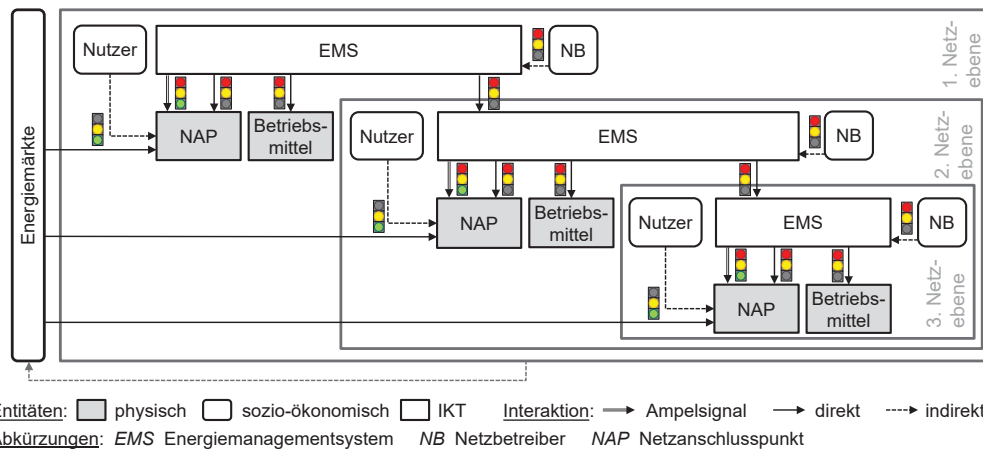 Energiemärkte
1. Netz-
ebene
Nutzer
EMS
NB
NAP
Betriebs-
mittel
2. Netz-
ebene
Nutzer
EMS
NB
NAP
Betriebs-
mittel
3. Netz-
ebene
Nutzer
EMS
NB
NAP
Betriebs-
mittel
Entitäten: physisch sozio-ökonomisch IKT Interaktion: Ampelsignal direkt indirekt
Abkürzungen: EMS Energiemanagementsystem NB Netzbetreiber NAP Netzanschlusspunkt